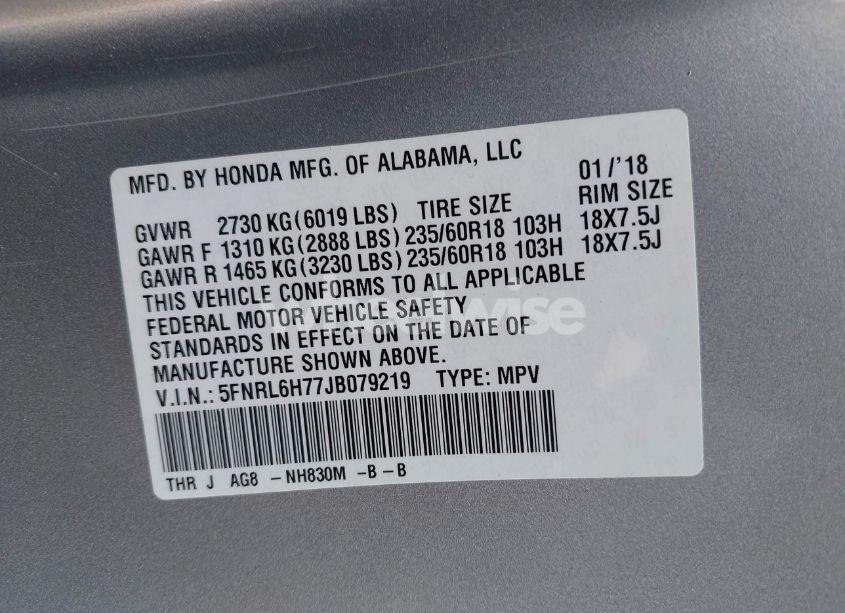 MFD. BY HONDA MFG. OF ALABAMA, LLC 01/'18
GVWR 2730 KG(6019 LBS) TIRE SIZE RIM SIZE
GAWR F 1310 KG(2888 LBS) 235/60R18 103H 18X7.5J
GAWR R 1465 KG(3230 LBS) 235/60R18 103H 18X7.5J
THIS VEHICLE CONFORMS TO ALL APPLICABLE
FEDERAL MOTOR VEHICLE SAFETY
STANDARDS IN EFFECT ON THE DATE OF
MANUFACTURE SHOWN ABOVE.
V.I.N.: 5FNRL6H77JB079219 TYPE: MPV
THR J AG8 -NH830M -B-B